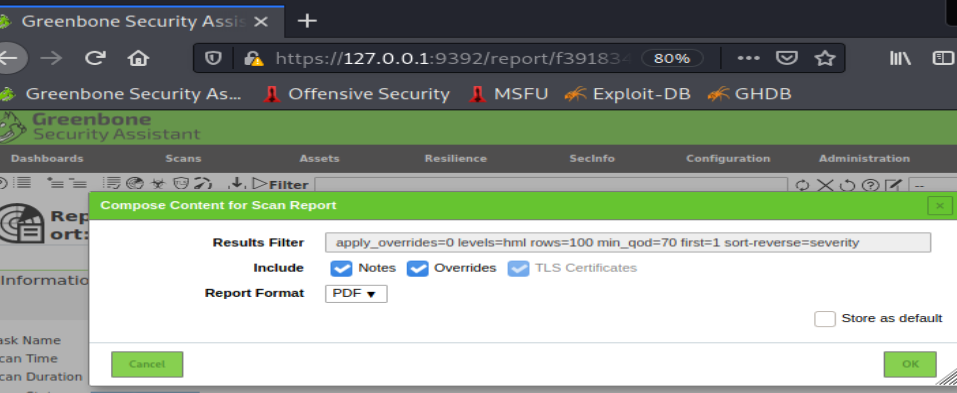 Greenbone Security Assis
https://127.0.0.1:9392/report/f391834 80%
Greenbone Security As... Offensive Security MSFU Exploit-DB GHDB
Greenbone
Security Assistant
Dashboards Scans Assets Resilience SecInfo Configuration Administration
Filter --
Rep
ort:
Compose Content for Scan Report
Results Filter apply_overrides=0 levels=hml rows=100 min_qod=70 first=1 sort-reverse=severity
Include Notes Overrides TLS Certificates
Report Format PDF
Store as default
Informatio
ask Name
can Time
can Duration
Cancel OK